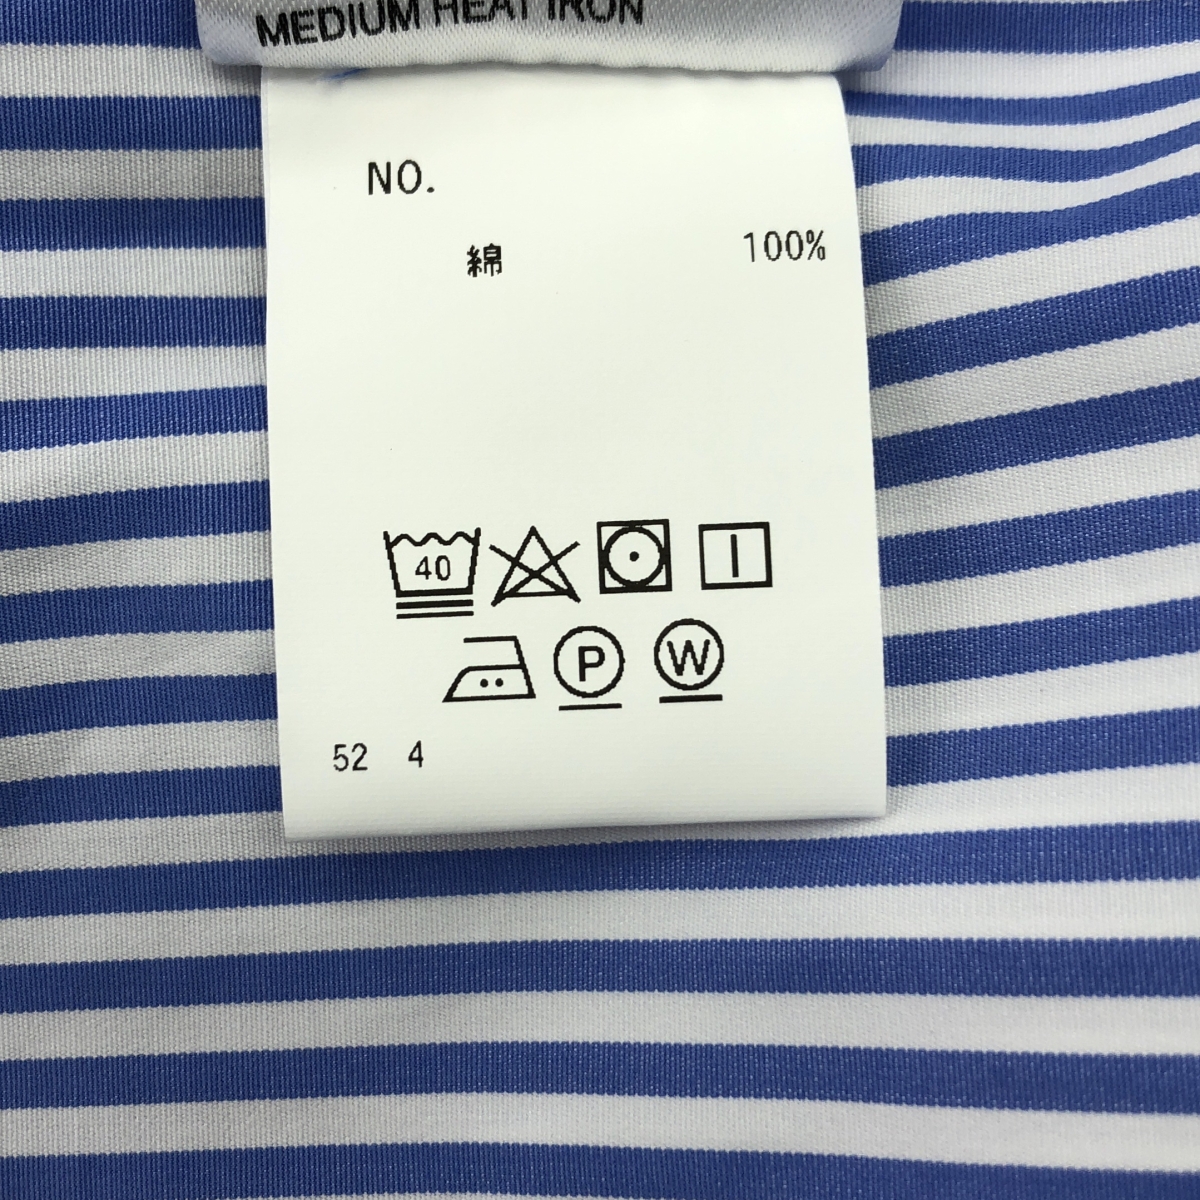 MEDIUM HEAT IRON
NO.
綿 100%
40
P W
52 4